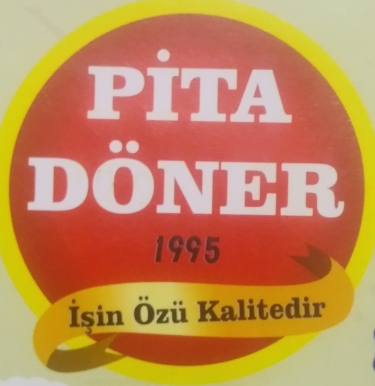 PİTA
DÖNER
1995
İşin Özü Kalitedir